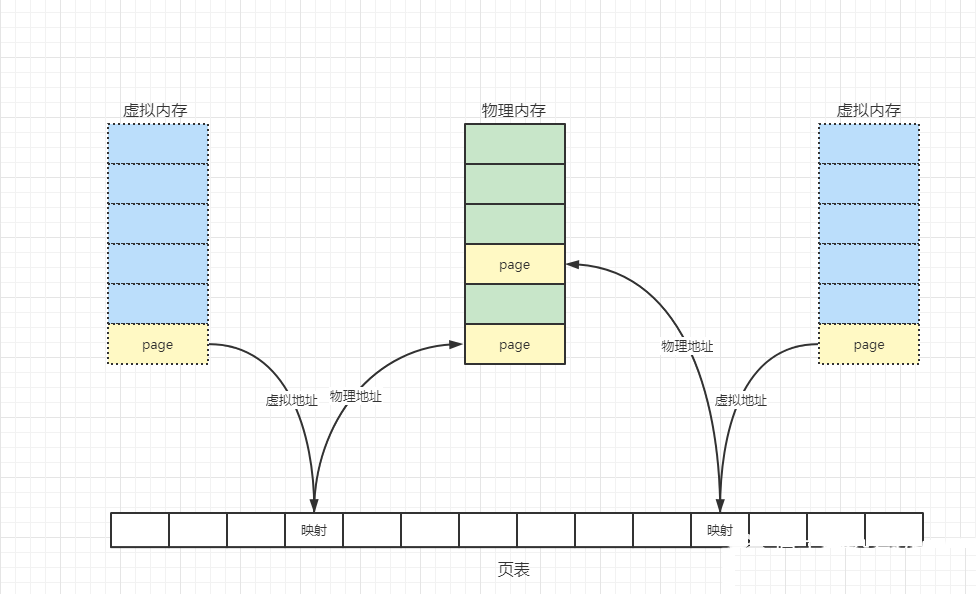 虚拟内存
物理内存
虚拟内存
page
page
page
page
物理地址
虚拟地址
物理地址
虚拟地址
映射
映射
页表